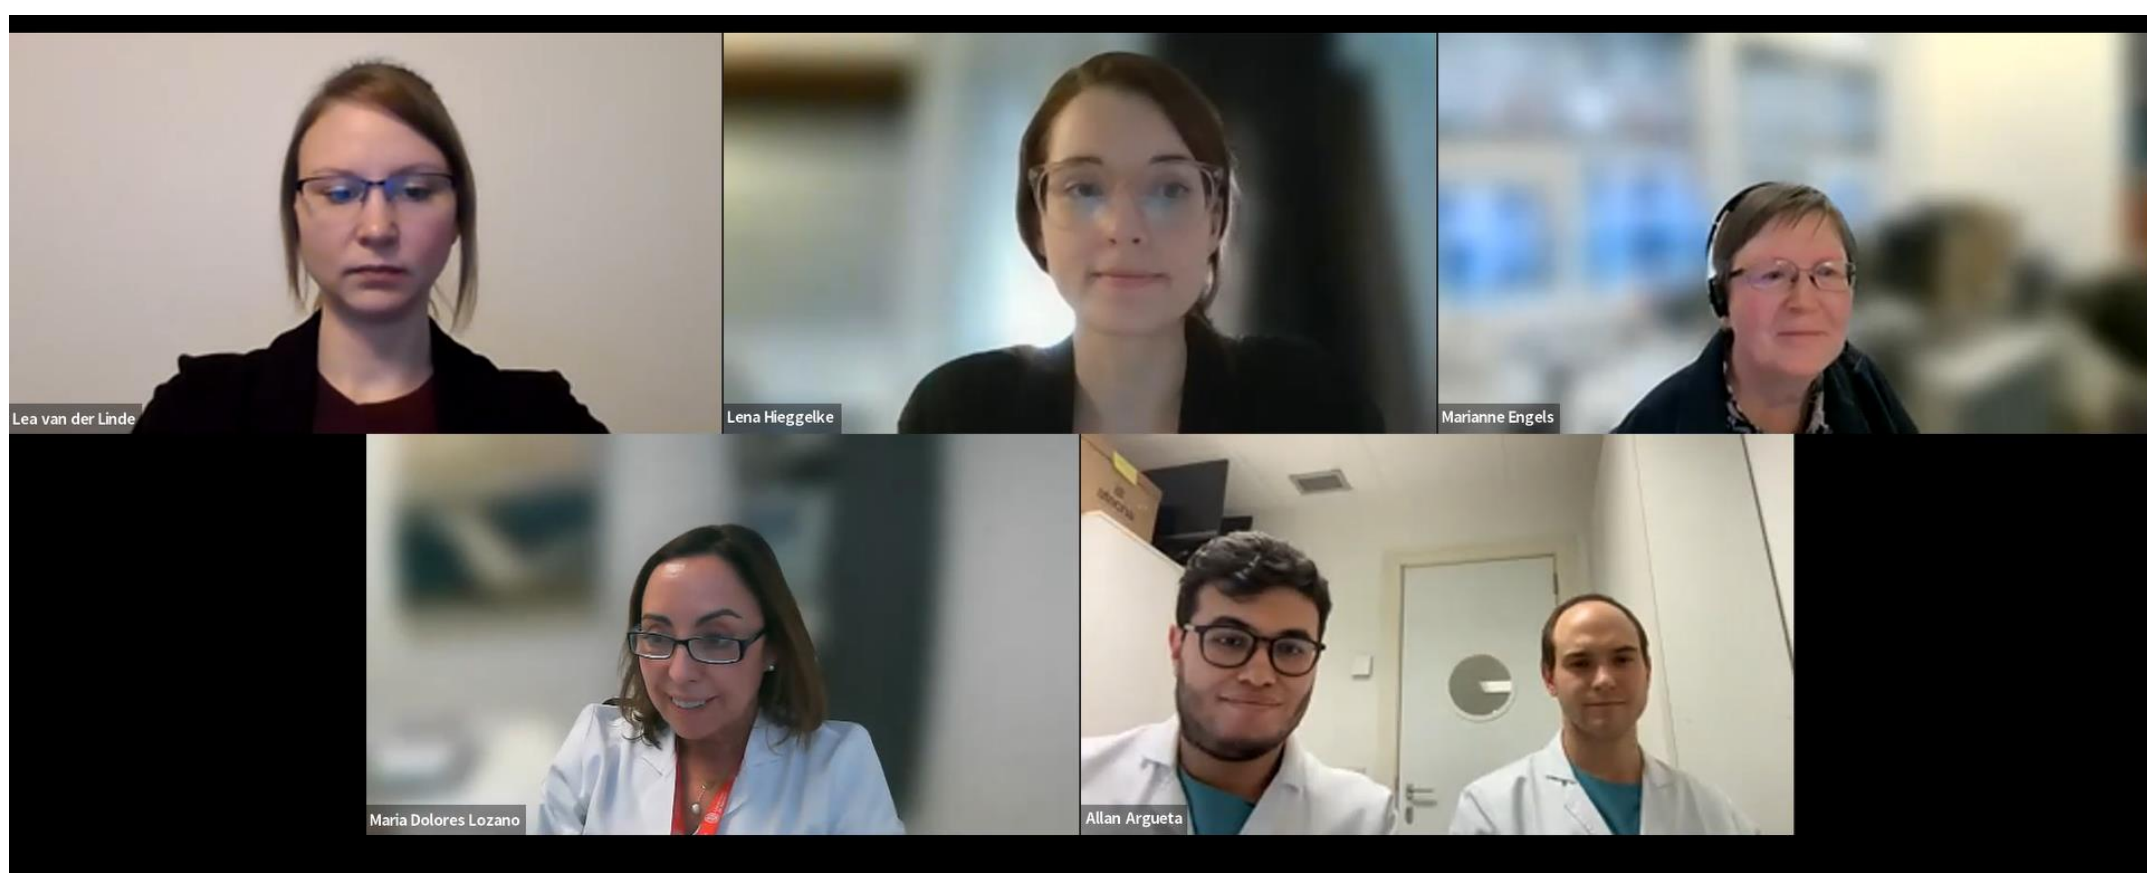 Lea van der Linde
Lena Hieggelke
Marianne Engels
Maria Dolores Lozano
Allan Argueta